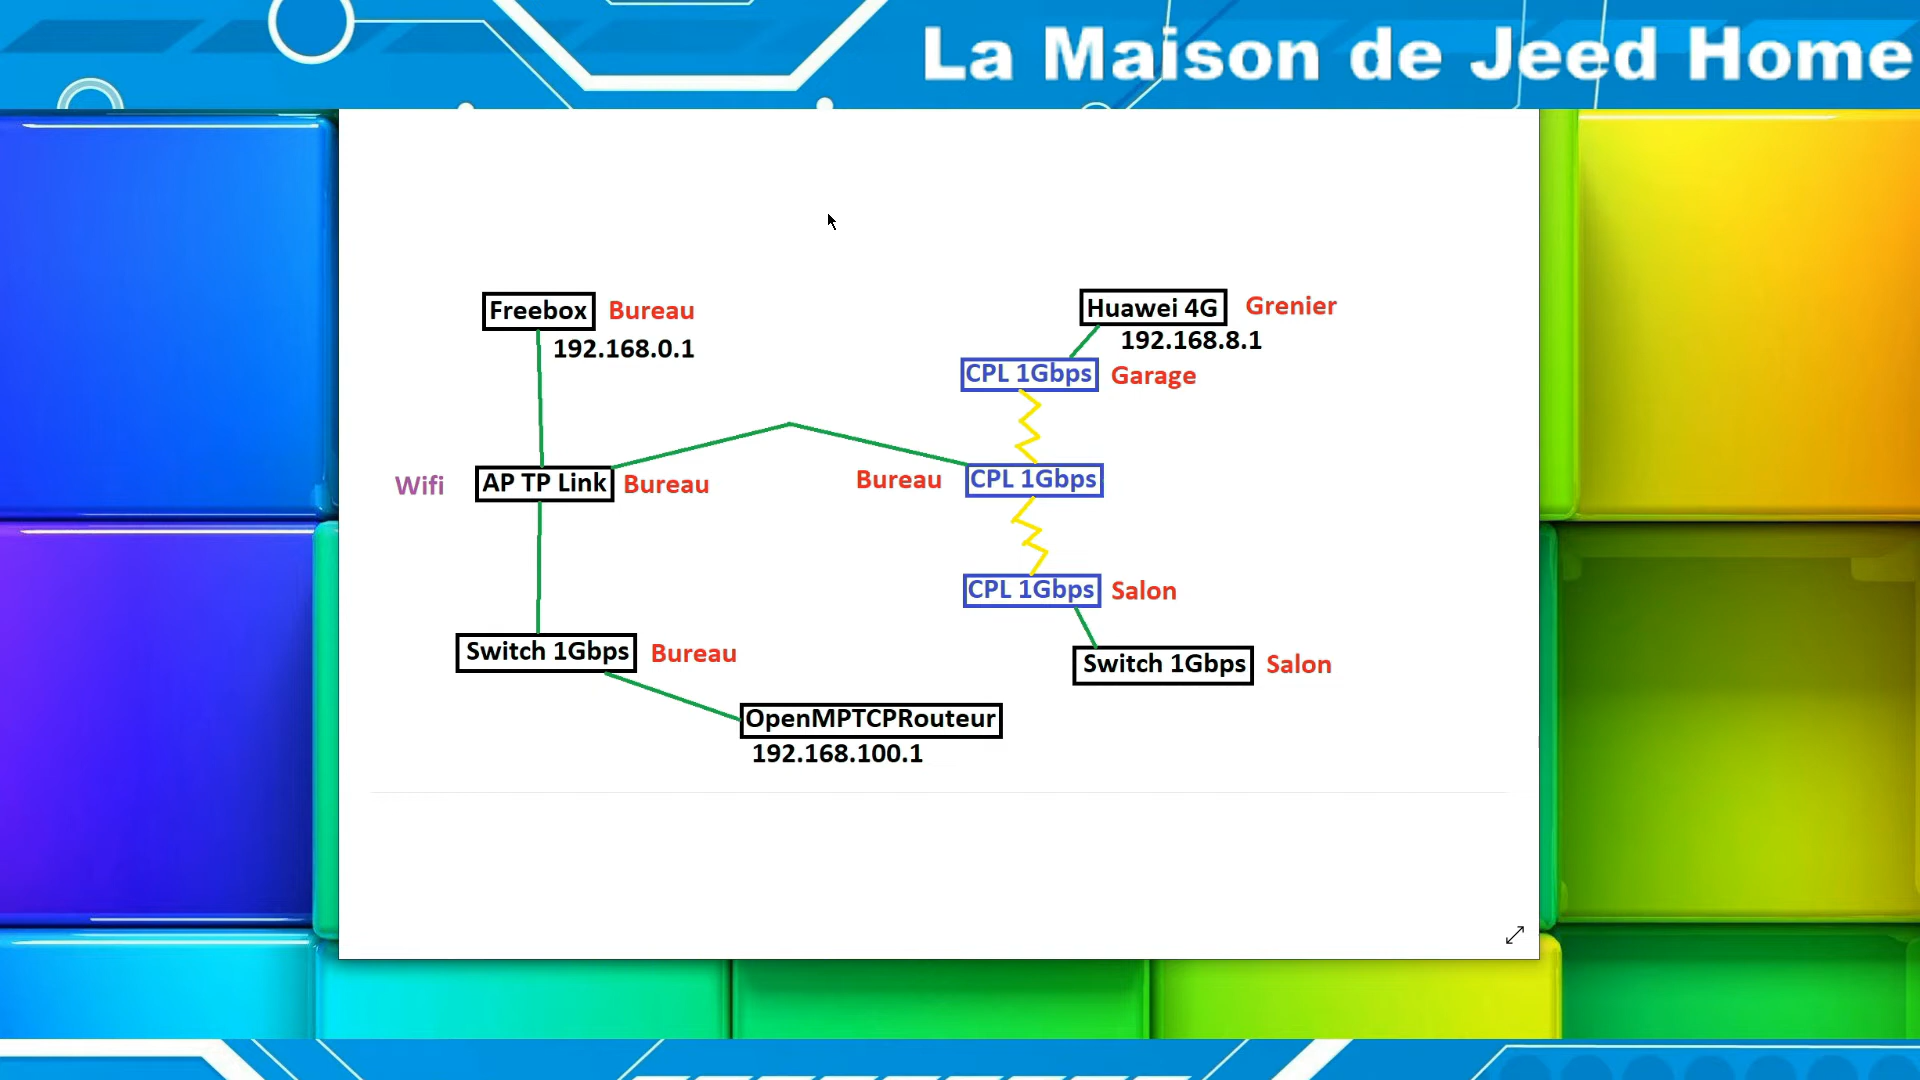 La Maison de Jeed Home
Freebox Bureau
192.168.0.1
Huawei 4G Grenier
192.168.8.1
CPL 1Gbps Garage
Wifi AP TP Link Bureau
Bureau CPL 1Gbps
CPL 1Gbps Salon
Switch 1Gbps Bureau
Switch 1Gbps Salon
OpenMPTCPRouteur
192.168.100.1